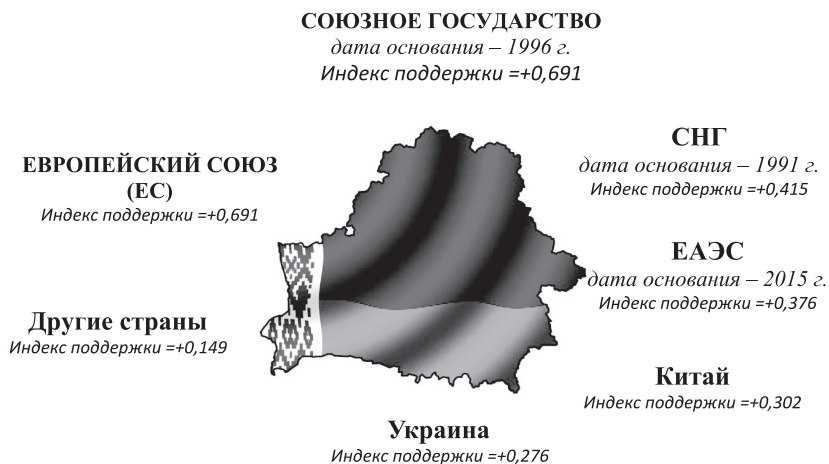 СОЮЗНОЕ ГОСУДАРСТВО
дата основания – 1996 г.
Индекс поддержки =+0,691
ЕВРОПЕЙСКИЙ СОЮЗ
(ЕС)
Индекс поддержки =+0,691
СНГ
дата основания – 1991 г.
Индекс поддержки =+0,415
ЕАЭС
дата основания – 2015 г.
Индекс поддержки =+0,376
Другие страны
Индекс поддержки =+0,149
Китай
Индекс поддержки =+0,302
Украина
Индекс поддержки =+0,276